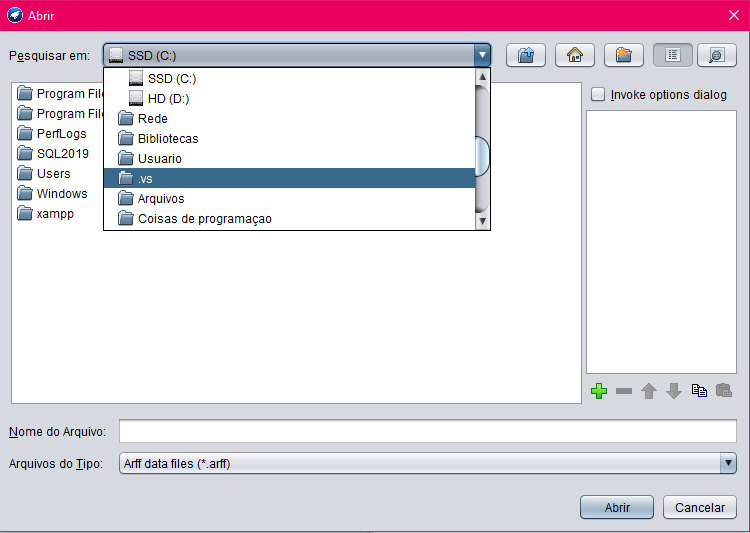 Abrir
Pesquisar em: SSD (C:)
SSD (C:)
HD (D:)
Rede
Bibliotecas
Usuario
.vs
Arquivos
Coisas de programaçao
Program File
Program File
PerfLogs
SQL2019
Users
Windows
xampp
Invoke options dialog
Nome do Arquivo:
Arquivos do Tipo: Arff data files (*.arff)
Abrir Cancelar